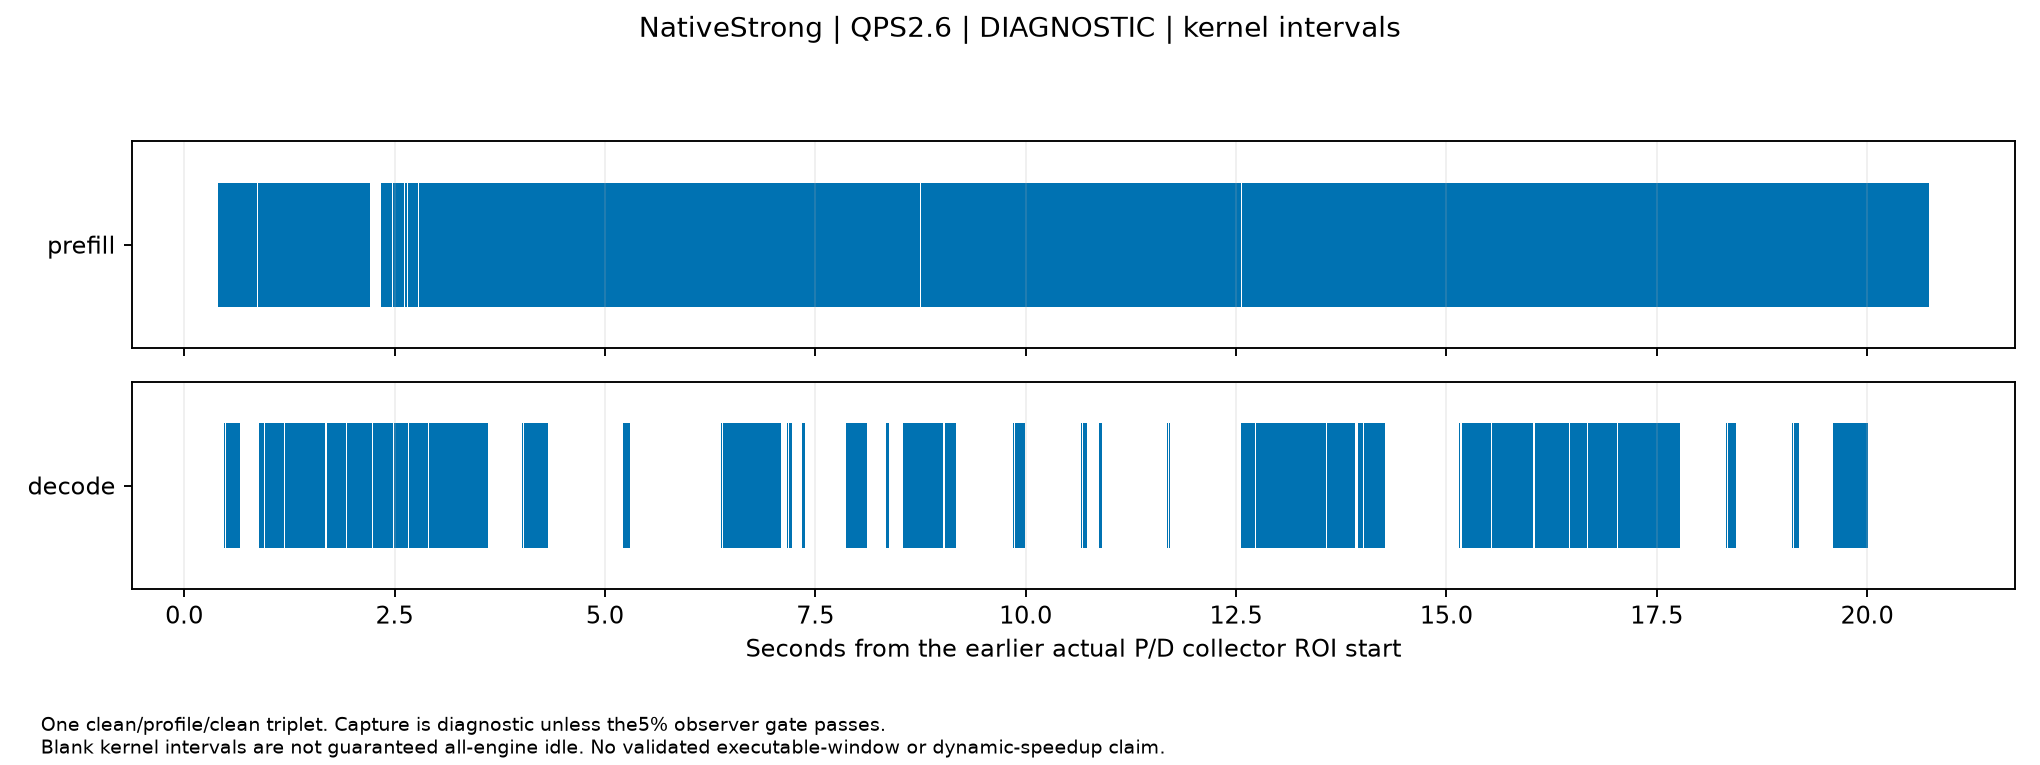 NativeStrong | QPS2.6 | DIAGNOSTIC | kernel intervals
prefill
decode
0.0 2.5 5.0 7.5 10.0 12.5 15.0 17.5 20.0
Seconds from the earlier actual P/D collector ROI start
One clean/profile/clean triplet. Capture is diagnostic unless the5% observer gate passes.
Blank kernel intervals are not guaranteed all-engine idle. No validated executable-window or dynamic-speedup claim.